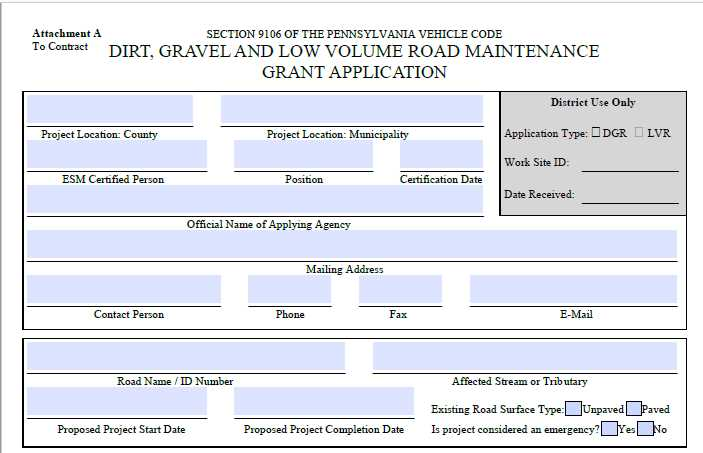 Attachment A
To Contract
SECTION 9106 OF THE PENNSYLVANIA VEHICLE CODE
DIRT, GRAVEL AND LOW VOLUME ROAD MAINTENANCE
GRANT APPLICATION
District Use Only
Application Type: DGR LVR
Work Site ID:
Date Received:
Project Location: County Project Location: Municipality
ESM Certified Person Position Certification Date
Official Name of Applying Agency
Mailing Address
Contact Person Phone Fax E-Mail
Road Name / ID Number Affected Stream or Tributary
Existing Road Surface Type: Unpaved Paved
Proposed Project Start Date Proposed Project Completion Date Is project considered an emergency? Yes No